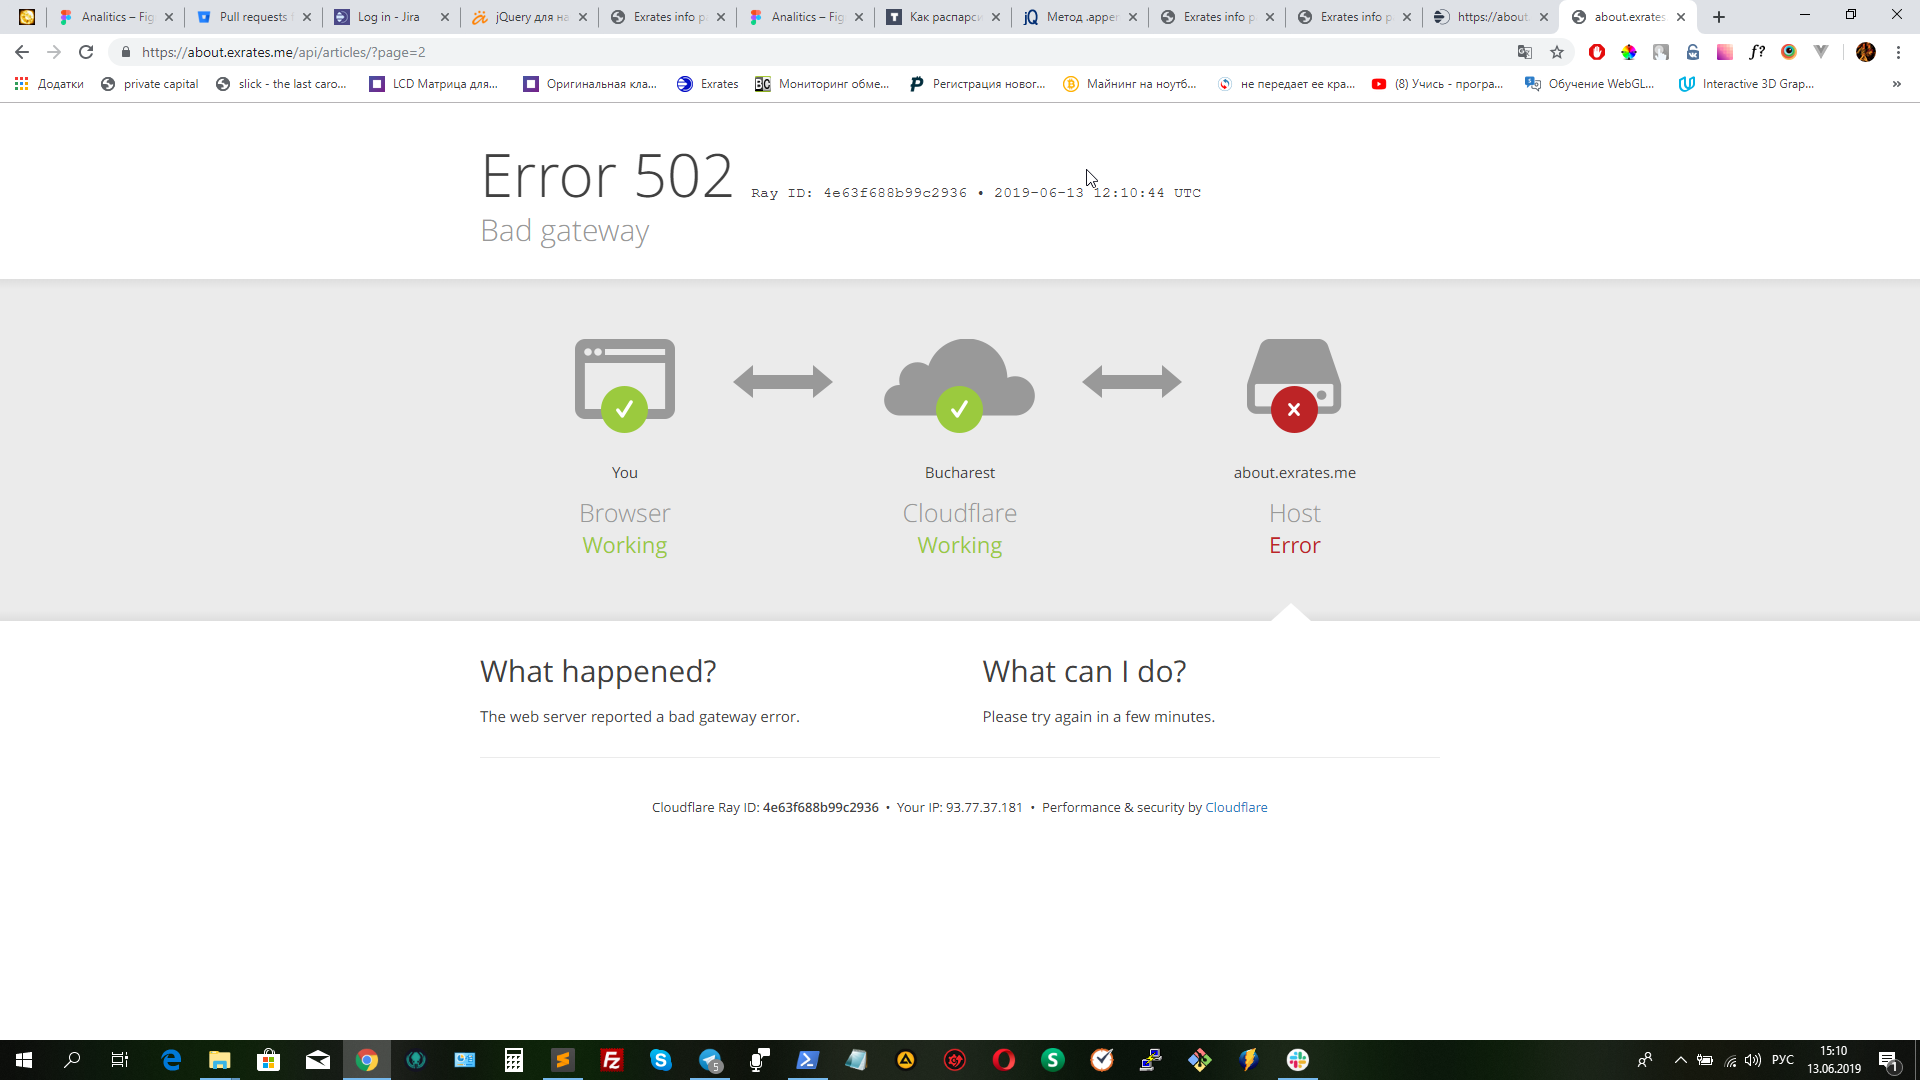 Analitics – Fig
Pull requests
Log in - Jira
jQuery для на
Exrates info p
Analitics – Fig
Как распарси
Метод .apper
Exrates info p
Exrates info p
https://about.
about.exrates
https://about.exrates.me/api/articles/?page=2
Додатки
private capital
slick - the last caro...
LCD Матрица для...
Оригинальная кла...
Exrates
Мониторинг обме...
Регистрация новог...
Майнинг на ноутб...
не передает ее кра...
(8) Учись - програ...
Обучение WebGL...
Interactive 3D Grap...
Error 502 Ray ID: 4e63f688b99c2936 • 2019-06-13 12:10:44 UTC
Bad gateway
You
Browser
Working
Bucharest
Cloudflare
Working
about.exrates.me
Host
Error
What happened?
The web server reported a bad gateway error.
What can I do?
Please try again in a few minutes.
Cloudflare Ray ID: 4e63f688b99c2936 • Your IP: 93.77.37.181 • Performance & security by Cloudflare
РУС
15:10
13.06.2019